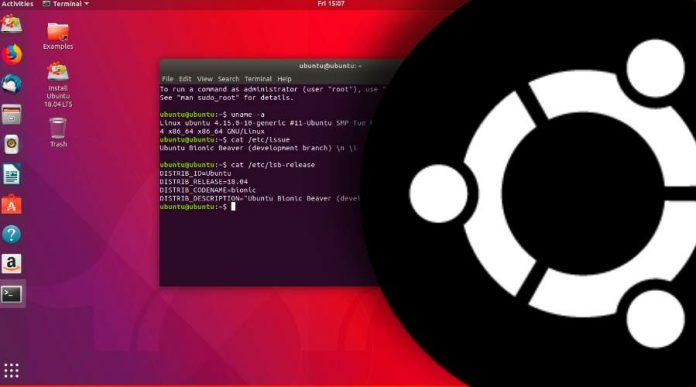 Activities Terminal ▾ Fri 15:07
Examples
Install
Ubuntu
18.04 LTS
Trash
ubuntu@ubuntu: ~
File Edit View Search Terminal Help
To run a command as administrator (user "root"), use "
See "man sudo_root" for details.
ubuntu@ubuntu:~$ uname -a
Linux ubuntu 4.15.0-10-generic #11-Ubuntu SMP Tue
4 x86_64 x86_64 GNU/Linux
ubuntu@ubuntu:~$ cat /etc/issue
Ubuntu Bionic Beaver (development branch) \n \l
ubuntu@ubuntu:~$ cat /etc/lsb-release
DISTRIB_ID=Ubuntu
DISTRIB_RELEASE=18.04
DISTRIB_CODENAME=bionic
DISTRIB_DESCRIPTION="Ubuntu Bionic Beaver (devel
ubuntu@ubuntu:~$